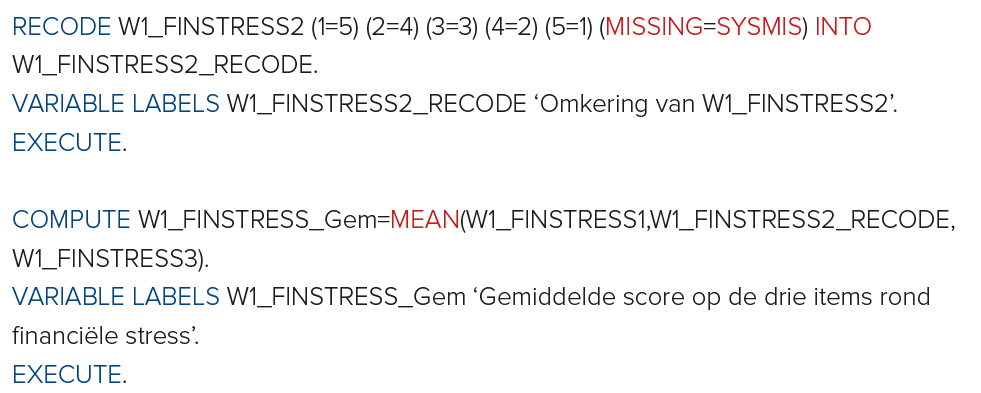 RECODE W1_FINSTRESS2 (1=5) (2=4) (3=3) (4=2) (5=1) (MISSING=SYSMIS) INTO
W1_FINSTRESS2_RECODE.
VARIABLE LABELS W1_FINSTRESS2_RECODE ‘Omkering van W1_FINSTRESS2’.
EXECUTE.
COMPUTE W1_FINSTRESS_Gem=MEAN(W1_FINSTRESS1,W1_FINSTRESS2_RECODE,
W1_FINSTRESS3).
VARIABLE LABELS W1_FINSTRESS_Gem ‘Gemiddelde score op de drie items rond
financiële stress’.
EXECUTE.